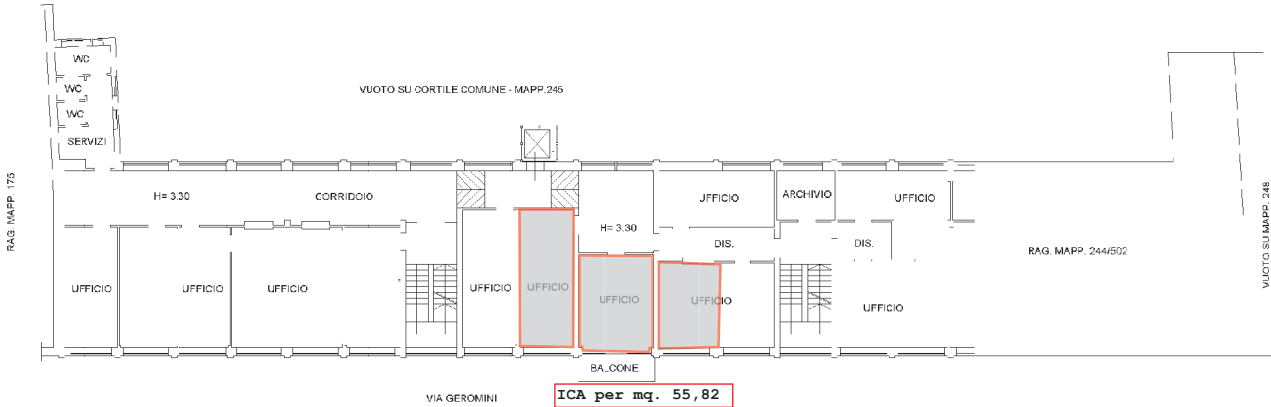 WC
VUOTO SU CORTILE COMUNE - MAPP.245
WC
WC
SERVIZI
RAG. MAPP. 175
H= 3.30
CORRIDOIO
UFFICIO
ARCHIVIO
UFFICIO
VUOTO SU MAPP. 248
H= 3.30
DIS.
DIS.
RAG. MAPP. 244/502
UFFICIO
UFFICIO
UFFICIO
UFFICIO
UFFICIO
UFFICIO
UFFICIO
UFFICIO
BALCONE
VIA GEROMINI
ICA per mq. 55,82